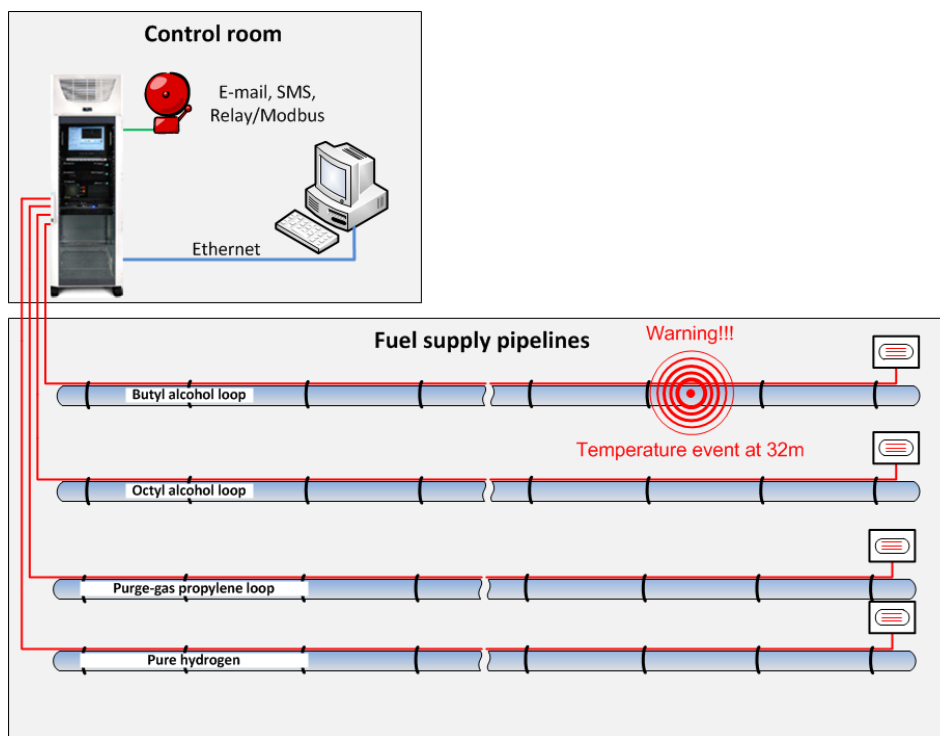 Control room
E-mail, SMS,
Relay/Modbus
Ethernet
Fuel supply pipelines
Warning!!!
Butyl alcohol loop
Temperature event at 32m
Octyl alcohol loop
Purge-gas propylene loop
Pure hydrogen